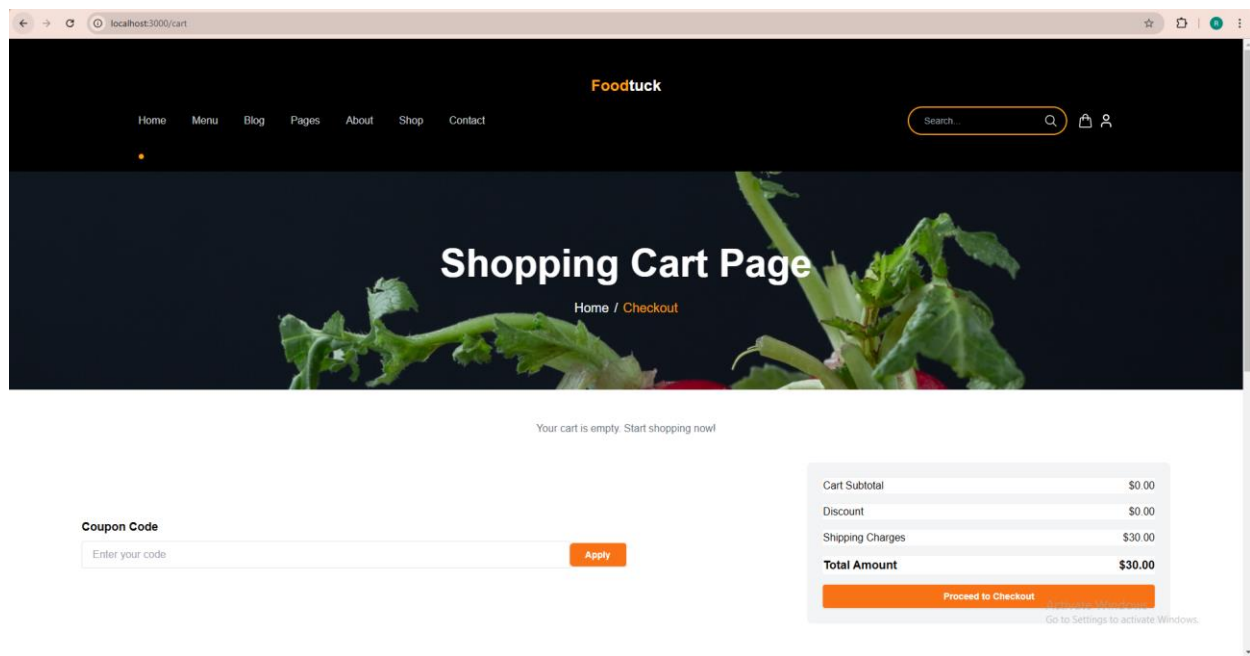 localhost:3000/cart
R
Foodtuck
Home Menu Blog Pages About Shop Contact
Search...
Shopping Cart Page
Home / Checkout
Your cart is empty. Start shopping now!
Cart Subtotal $0.00
Discount $0.00
Coupon Code
Shipping Charges $30.00
Enter your code Apply
Total Amount $30.00
Proceed to Checkout
Activate Windows
Go to Settings to activate Windows.